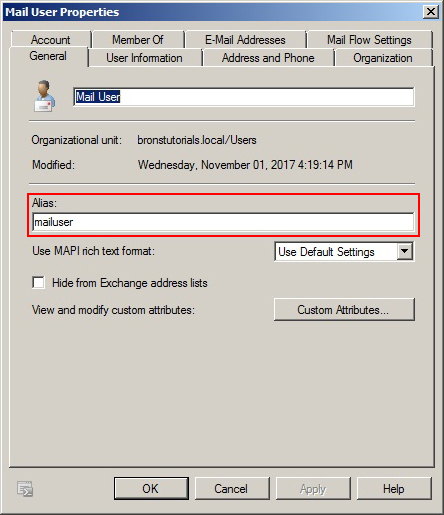 Mail User Properties
Account Member Of E-Mail Addresses Mail Flow Settings
General User Information Address and Phone Organization
Mail User
Organizational unit: bronstutorials.local/Users
Modified: Wednesday, November 01, 2017 4:19:14 PM
Alias:
mailuser
Use MAPI rich text format: Use Default Settings
Hide from Exchange address lists
View and modify custom attributes: Custom Attributes...
OK Cancel Apply Help